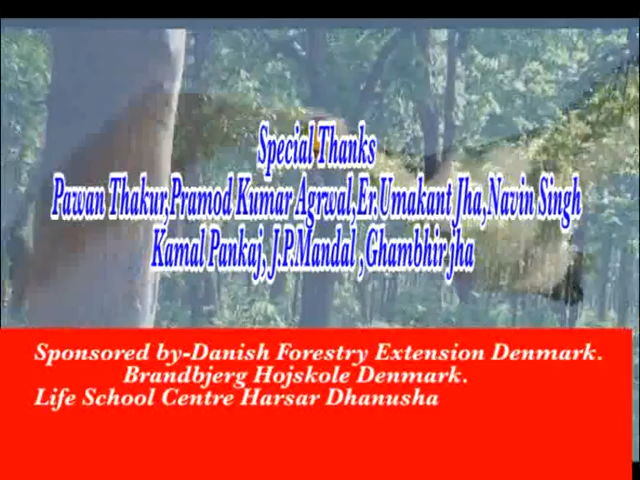 Special Thanks
Pawan Thakur,Pramod Kumar Agrwal,Er.Umakant Jha,Navin Singh
Kamal Pankaj, J.P.Mandal ,Ghambhir jha
Sponsored by-Danish Forestry Extension Denmark.
Brandbjerg Hojskole Denmark.
Life School Centre Harsar Dhanusha